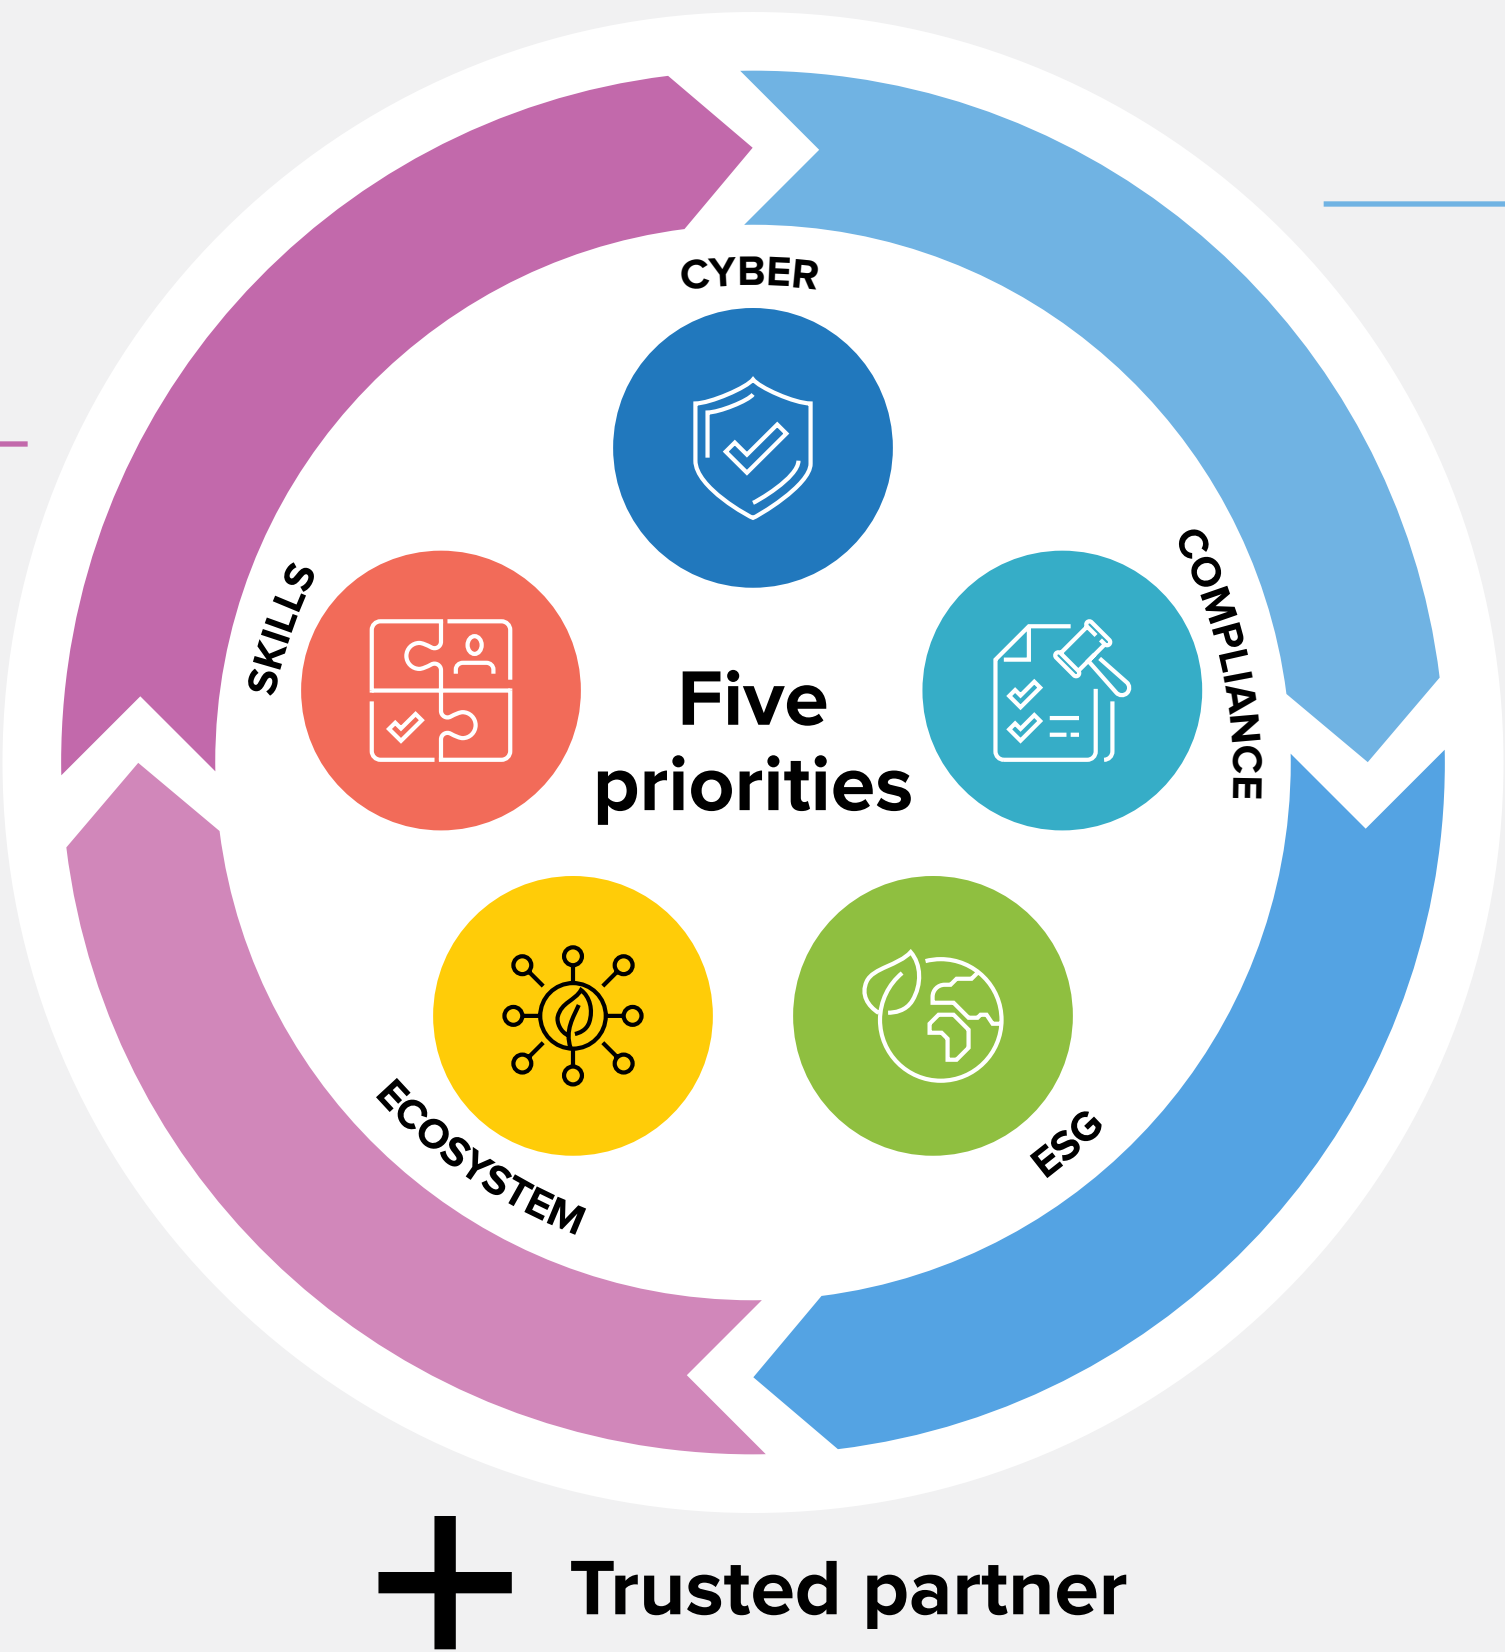 CYBER
COMPLIANCE
SKILLS
Five
priorities
ECOSYSTEM
ESG
Trusted partner